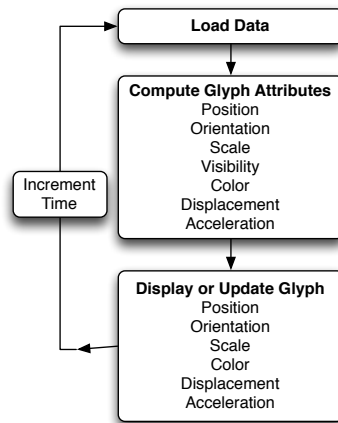 Load Data
Compute Glyph Attributes
Position
Orientation
Scale
Visibility
Color
Displacement
Acceleration
Increment
Time
Display or Update Glyph
Position
Orientation
Scale
Color
Displacement
Acceleration